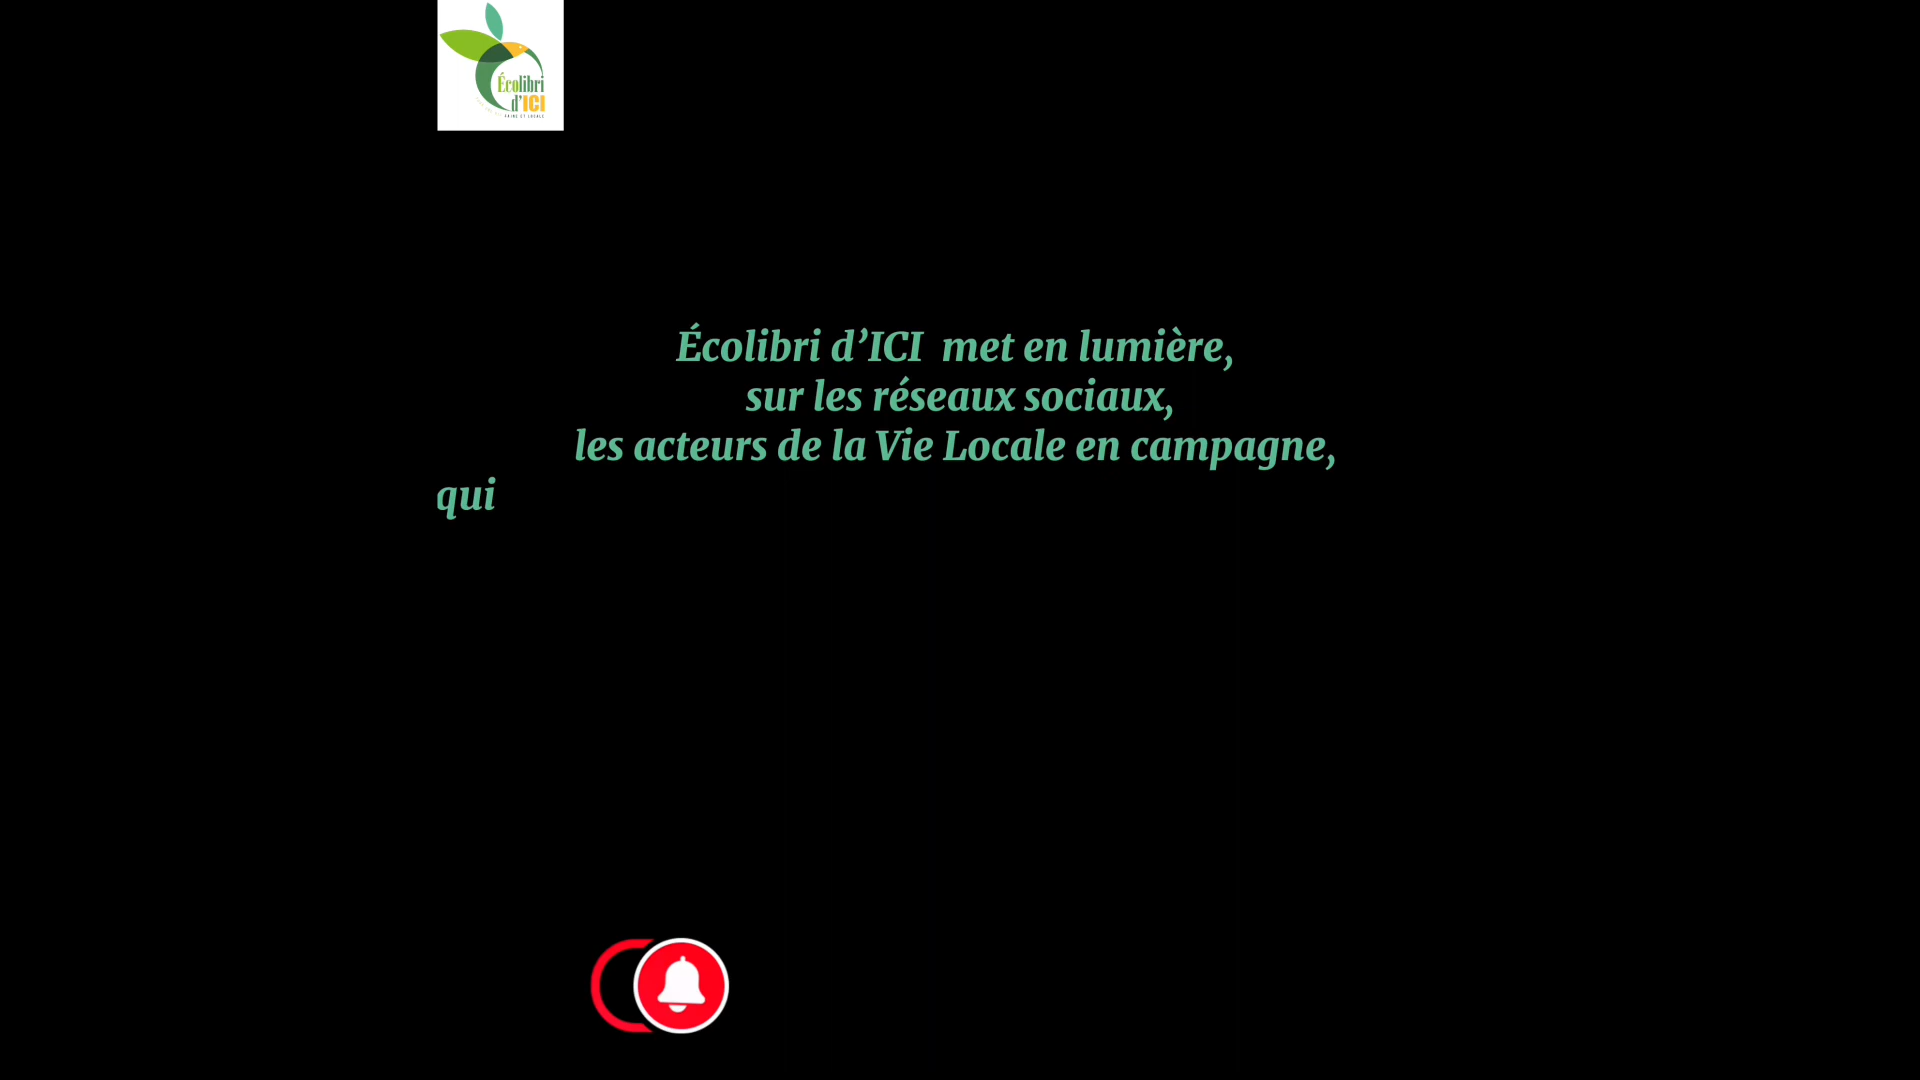 Écolibri
d'ICI
Écolibri d’ICI  met en lumière,
sur les réseaux sociaux,
les acteurs de la Vie Locale en campagne,
qui